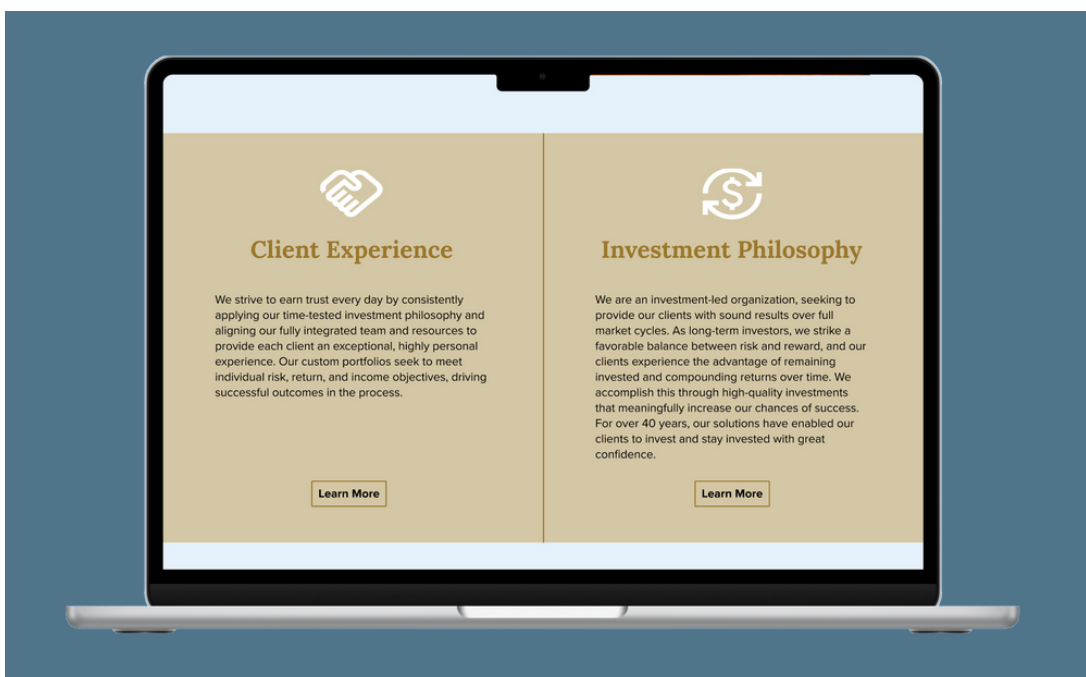 Client Experience
We strive to earn trust every day by consistently
applying our time-tested investment philosophy and
aligning our fully integrated team and resources to
provide each client an exceptional, highly personal
experience. Our custom portfolios seek to meet
individual risk, return, and income objectives, driving
successful outcomes in the process.
Learn More
$
Investment Philosophy
We are an investment-led organization, seeking to
provide our clients with sound results over full
market cycles. As long-term investors, we strike a
favorable balance between risk and reward, and our
clients experience the advantage of remaining
invested and compounding returns over time. We
accomplish this through high-quality investments
that meaningfully increase our chances of success.
For over 40 years, our solutions have enabled our
clients to invest and stay invested with great
confidence.
Learn More